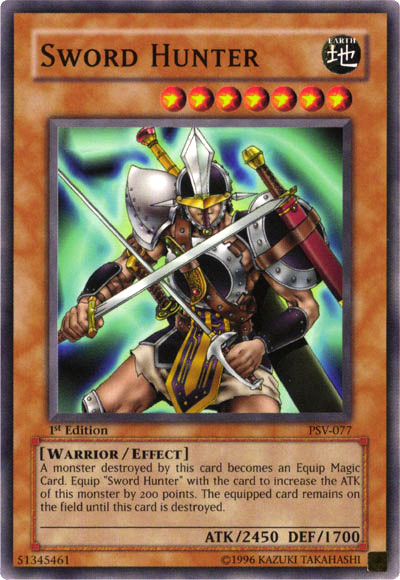 Sword Hunter
EARTH
地
1st Edition
PSV-077
[Warrior / Effect]
A monster destroyed by this card becomes an Equip Magic
Card. Equip "Sword Hunter" with the card to increase the ATK
of this monster by 200 points. The equipped card remains on
the field until this card is destroyed.
ATK/2450 DEF/1700
51345461
©1996 KAZUKI TAKAHASHI